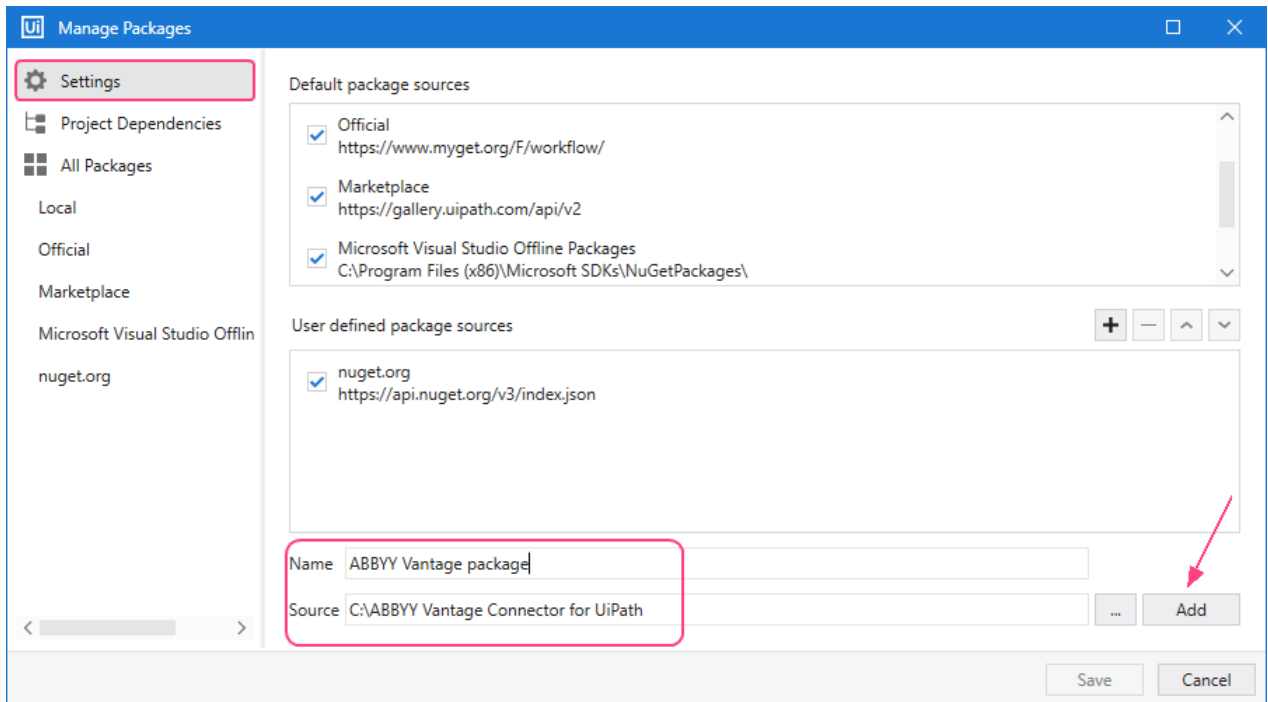 Ui Manage Packages
Settings
Project Dependencies
All Packages
Local
Official
Marketplace
Microsoft Visual Studio Offlin
nuget.org
Default package sources
Official
https://www.myget.org/F/workflow/
Marketplace
https://gallery.uipath.com/api/v2
Microsoft Visual Studio Offline Packages
C:\Program Files (x86)\Microsoft SDKs\NuGetPackages\
User defined package sources
nuget.org
https://api.nuget.org/v3/index.json
Name ABBYY Vantage package
Source C:\ABBYY Vantage Connector for UiPath ... Add
Save Cancel